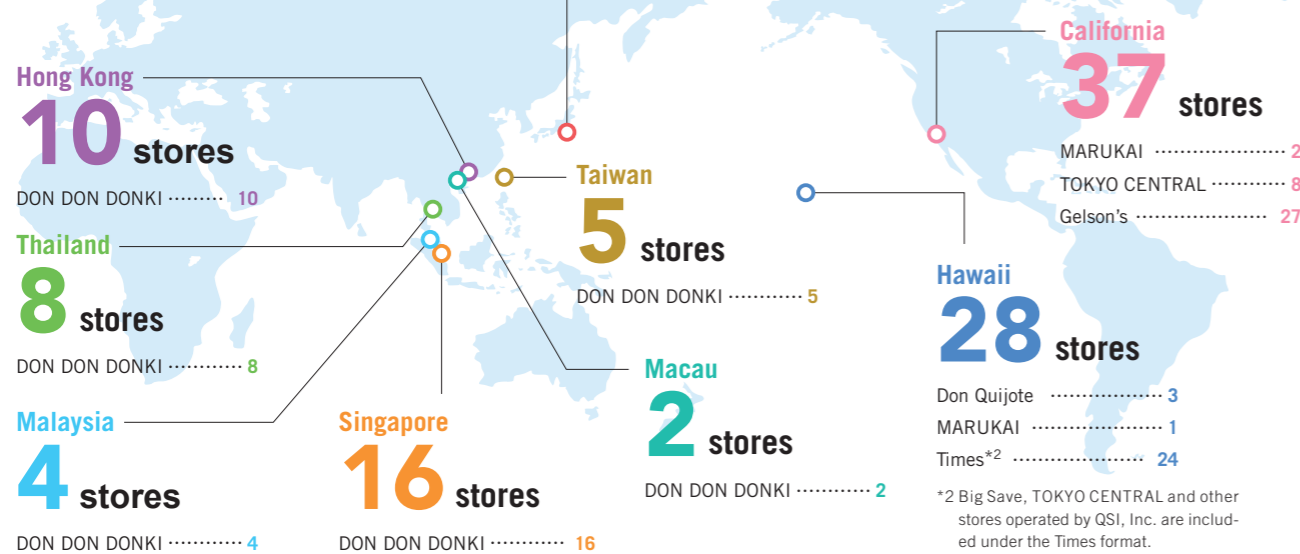 Hong Kong
10 stores
DON DON DONKI ········· 10
Thailand
8 stores
DON DON DONKI ············ 8
Malaysia
4 stores
DON DON DONKI ············ 4
Singapore
16 stores
DON DON DONKI ············ 16
Taiwan
5 stores
DON DON DONKI ············ 5
Macau
2 stores
DON DON DONKI ············ 2
California
37 stores
MARUKAI ····················· 2
TOKYO CENTRAL ············ 8
Gelson's ····················· 27
Hawaii
28 stores
Don Quijote ·················· 3
MARUKAI ····················· 1
Times*2 ····················· 24
*2 Big Save, TOKYO CENTRAL and other
stores operated by QSI, Inc. are includ-
ed under the Times format.